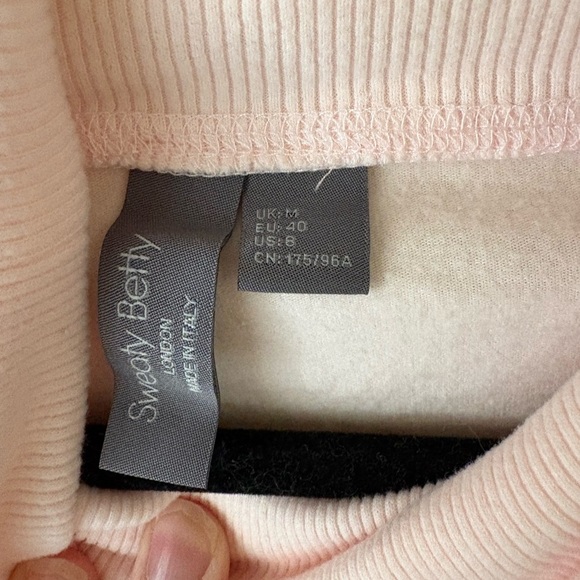 Sweaty Betty
LONDON
MADE IN ITALY
UK: M
EU: 40
US: 8
CN: 175/96A